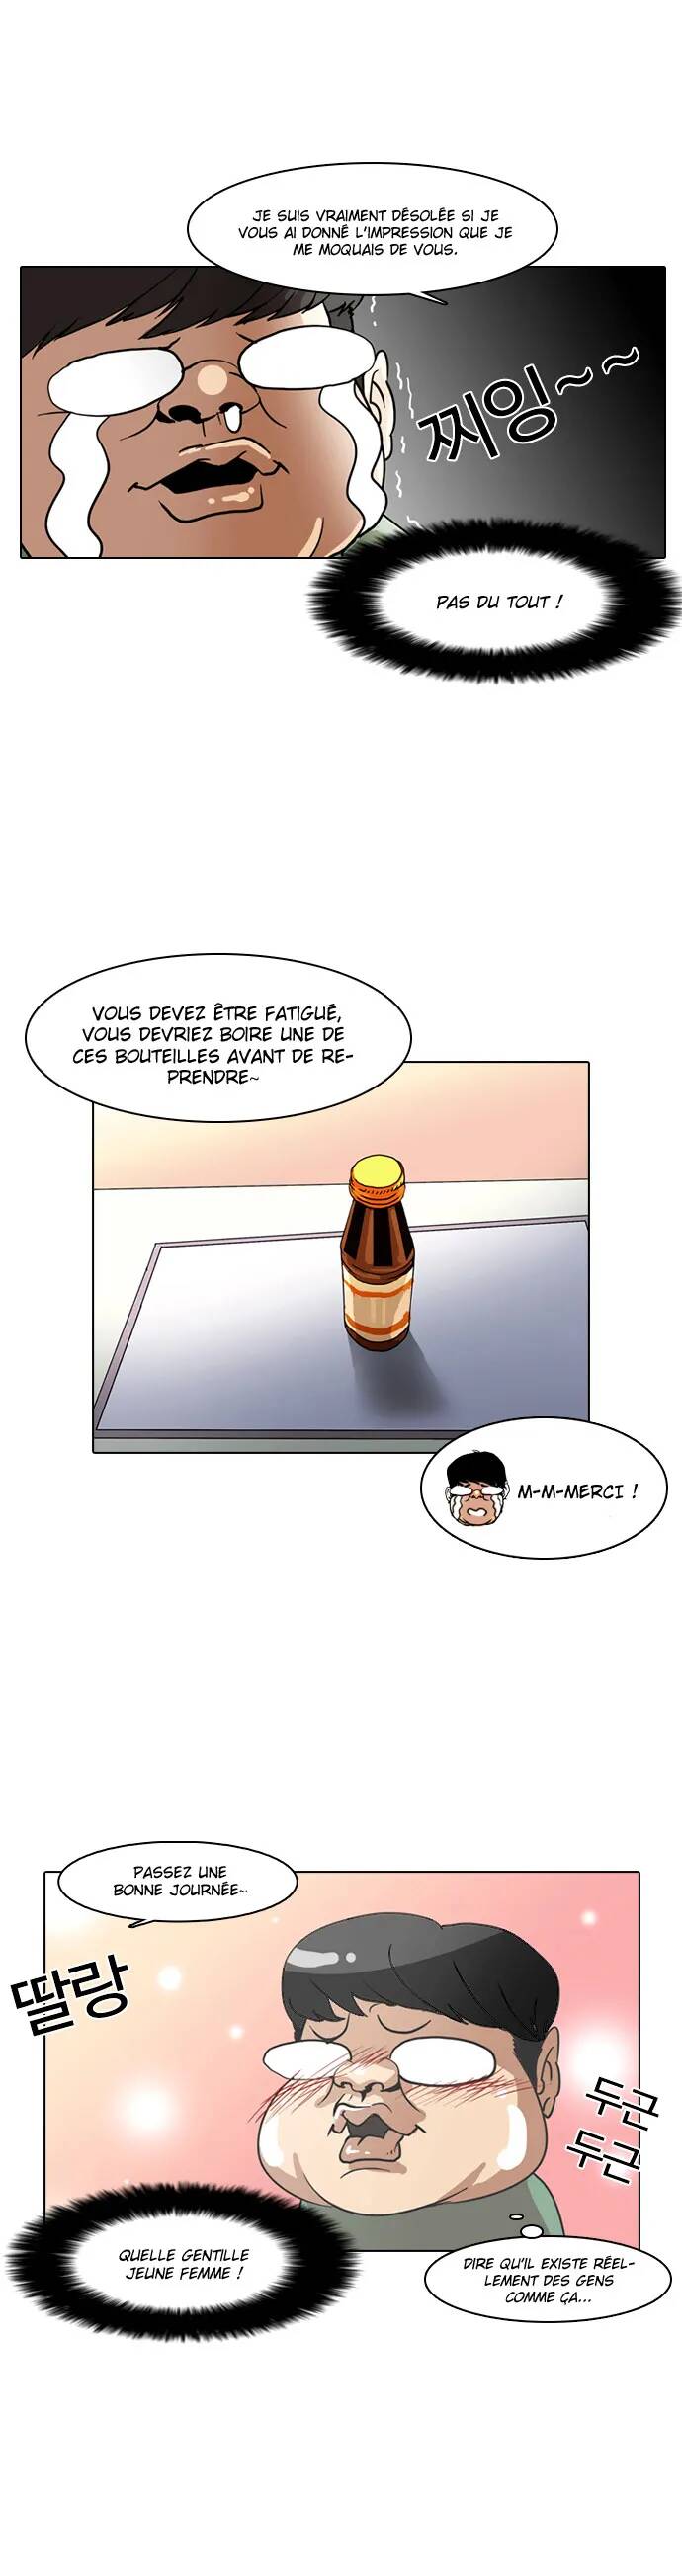 JE SUIS VRAIMENT DÉSOLÉE SI JE
VOUS AI DONNÉ L'IMPRESSION QUE JE
ME MOQUAIS DE VOUS.
찌잉~~
PAS DU TOUT !
VOUS DEVEZ ÊTRE FATIGUÉ,
VOUS DEVRIEZ BOIRE UNE DE
CES BOUTEILLES AVANT DE RE-
PRENDRE~
M-M-MERCI !
PASSEZ UNE
BONNE JOURNÉE~
딸랑
두근
두근
QUELLE GENTILLE
JEUNE FEMME !
DIRE QU'IL EXISTE RÉEL-
LEMENT DES GENS
COMME ÇA...